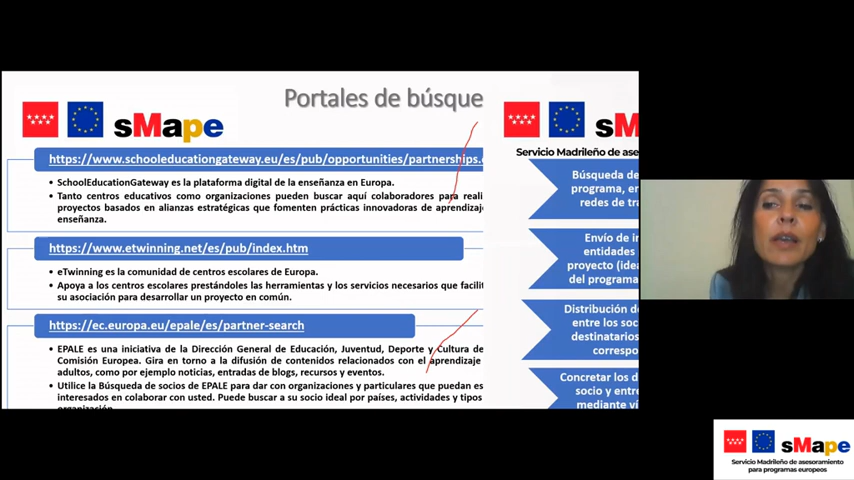 Portales de búsque
sMape
https://www.schooleducationgateway.eu/es/pub/opportunities/partnerships.
• SchoolEducationGateway es la plataforma digital de la enseñanza en Europa.
• Tanto centros educativos como organizaciones pueden buscar aquí colaboradores para reali
proyectos basados en alianzas estratégicas que fomenten prácticas innovadoras de aprendizaj
enseñanza.
https://www.etwinning.net/es/pub/index.htm
• eTwinning es la comunidad de centros escolares de Europa.
• Apoya a los centros escolares prestándoles las herramientas y los servicios necesarios que facilit
su asociación para desarrollar un proyecto en común.
https://ec.europa.eu/epale/es/partner-search
• EPALE es una iniciativa de la Dirección General de Educación, Juventud, Deporte y Cultura de
Comisión Europea. Gira en torno a la difusión de contenidos relacionados con el aprendizaje
adultos, como por ejemplo noticias, entradas de blogs, recursos y eventos.
• Utilice la Búsqueda de socios de EPALE para dar con organizaciones y particulares que puedan es
interesados en colaborar con usted. Puede buscar a su socio ideal por países, actividades y tipos
organización.
sM
Servicio Madrileño de ase
Búsqueda de
programa, en
redes de tra
Envío de in
entidades
proyecto (idea
del programa
Distribución de
entre los soc
destinatarios
correspo
Concretar los d
socio y entre
mediante ví
sMape
Servicio Madrileño de asesoramiento
para programas europeos